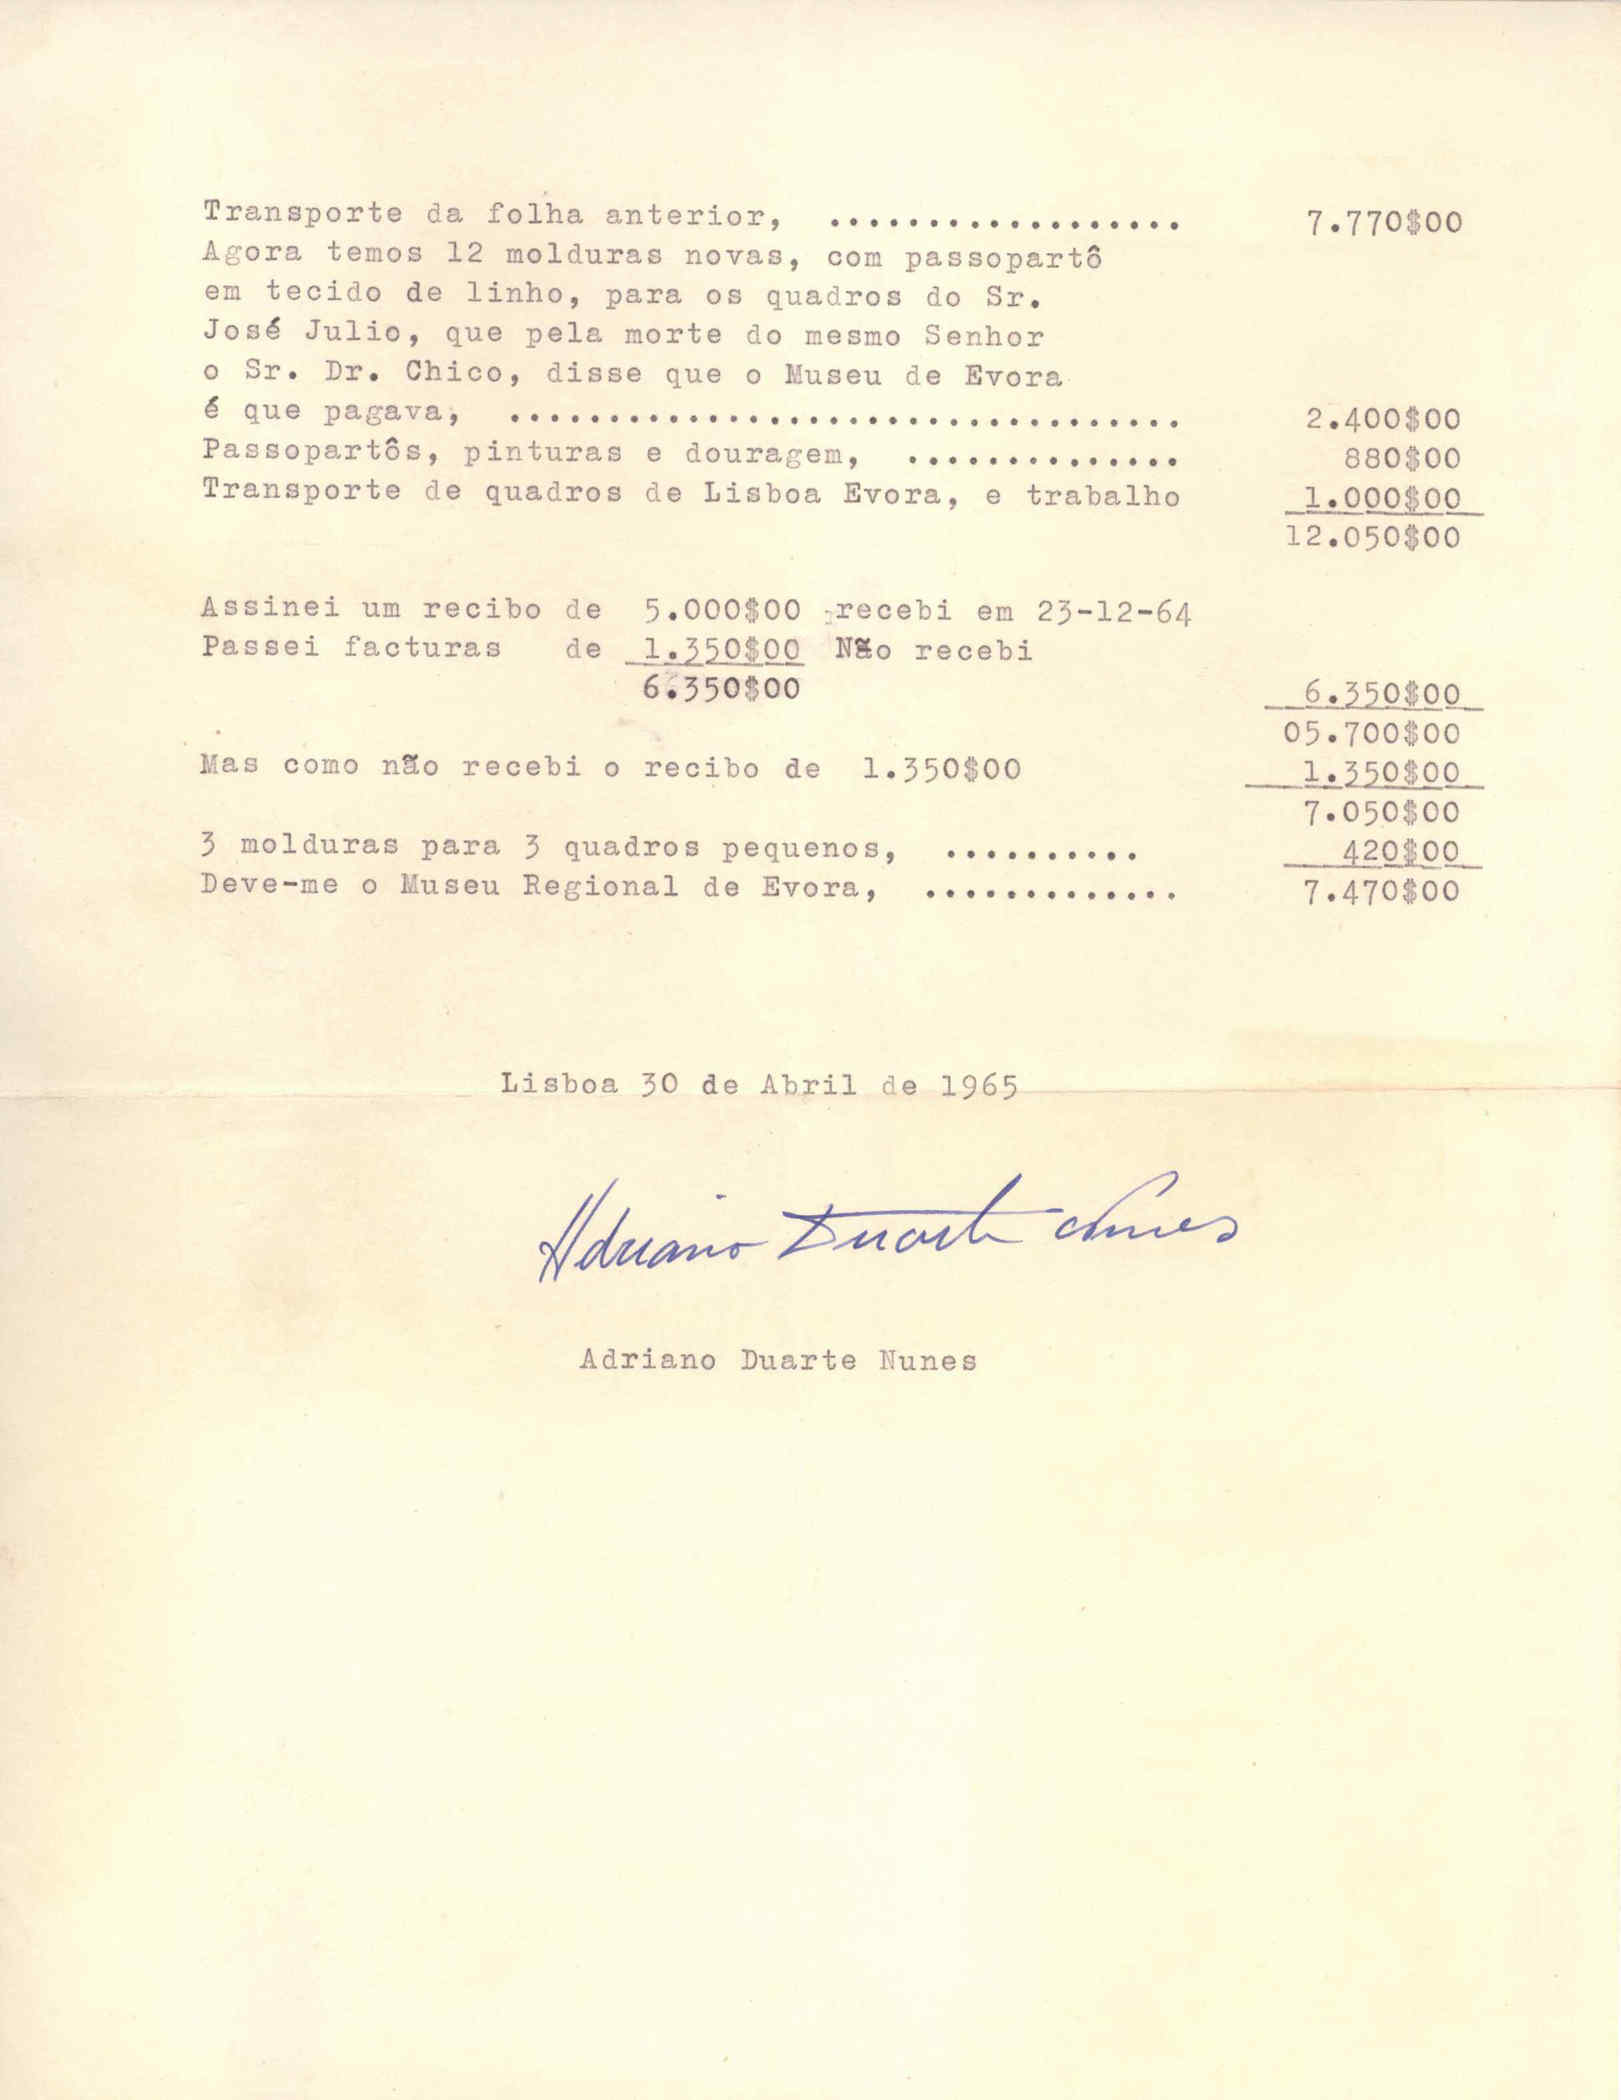 Transporte da folha anterior, .................. 7.770$00
Agora temos 12 molduras novas, com passopartô
em tecido de linho, para os quadros do Sr.
José Julio, que pela morte do mesmo Senhor
o Sr. Dr. Chico, disse que o Museu de Evora
é que pagava, .................................. 2.400$00
Passopartôs, pinturas e douragem, .............. 880$00
Transporte de quadros de Lisboa Evora, e trabalho 1.000$00
12.050$00
Assinei um recibo de 5.000$00 recebi em 23-12-64
Passei facturas de 1.350$00 Não recebi
6.350$00 6.350$00
05.700$00
Mas como não recebi o recibo de 1.350$00 1.350$00
7.050$00
3 molduras para 3 quadros pequenos, .......... 420$00
Deve-me o Museu Regional de Evora, ............. 7.470$00
Lisboa 30 de Abril de 1965
Adriano Duarte Nunes
Adriano Duarte Nunes